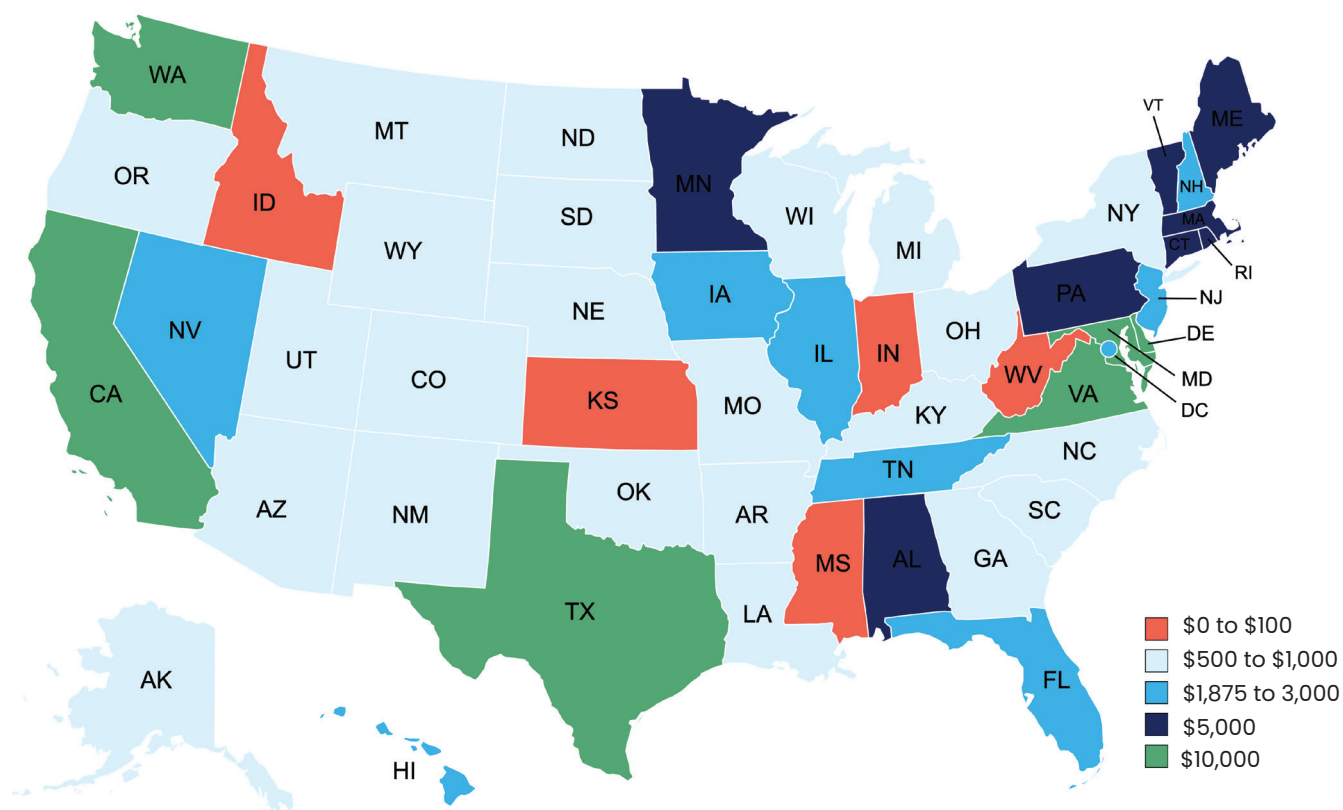 WA
MT
ND
MN
VT
ME
OR
ID
SD
WI
MI
NY
NH
MA
CT
RI
WY
NV
IA
NE
PA
NJ
OH
DE
UT
CO
IL
IN
WV
MD
CA
KS
MO
VA
DC
KY
NC
TN
OK
AZ
NM
AR
SC
MS
AL
GA
TX
LA
$0 to $100
$500 to $1,000
AK
FL
$1,875 to 3,000
$5,000
$10,000
HI